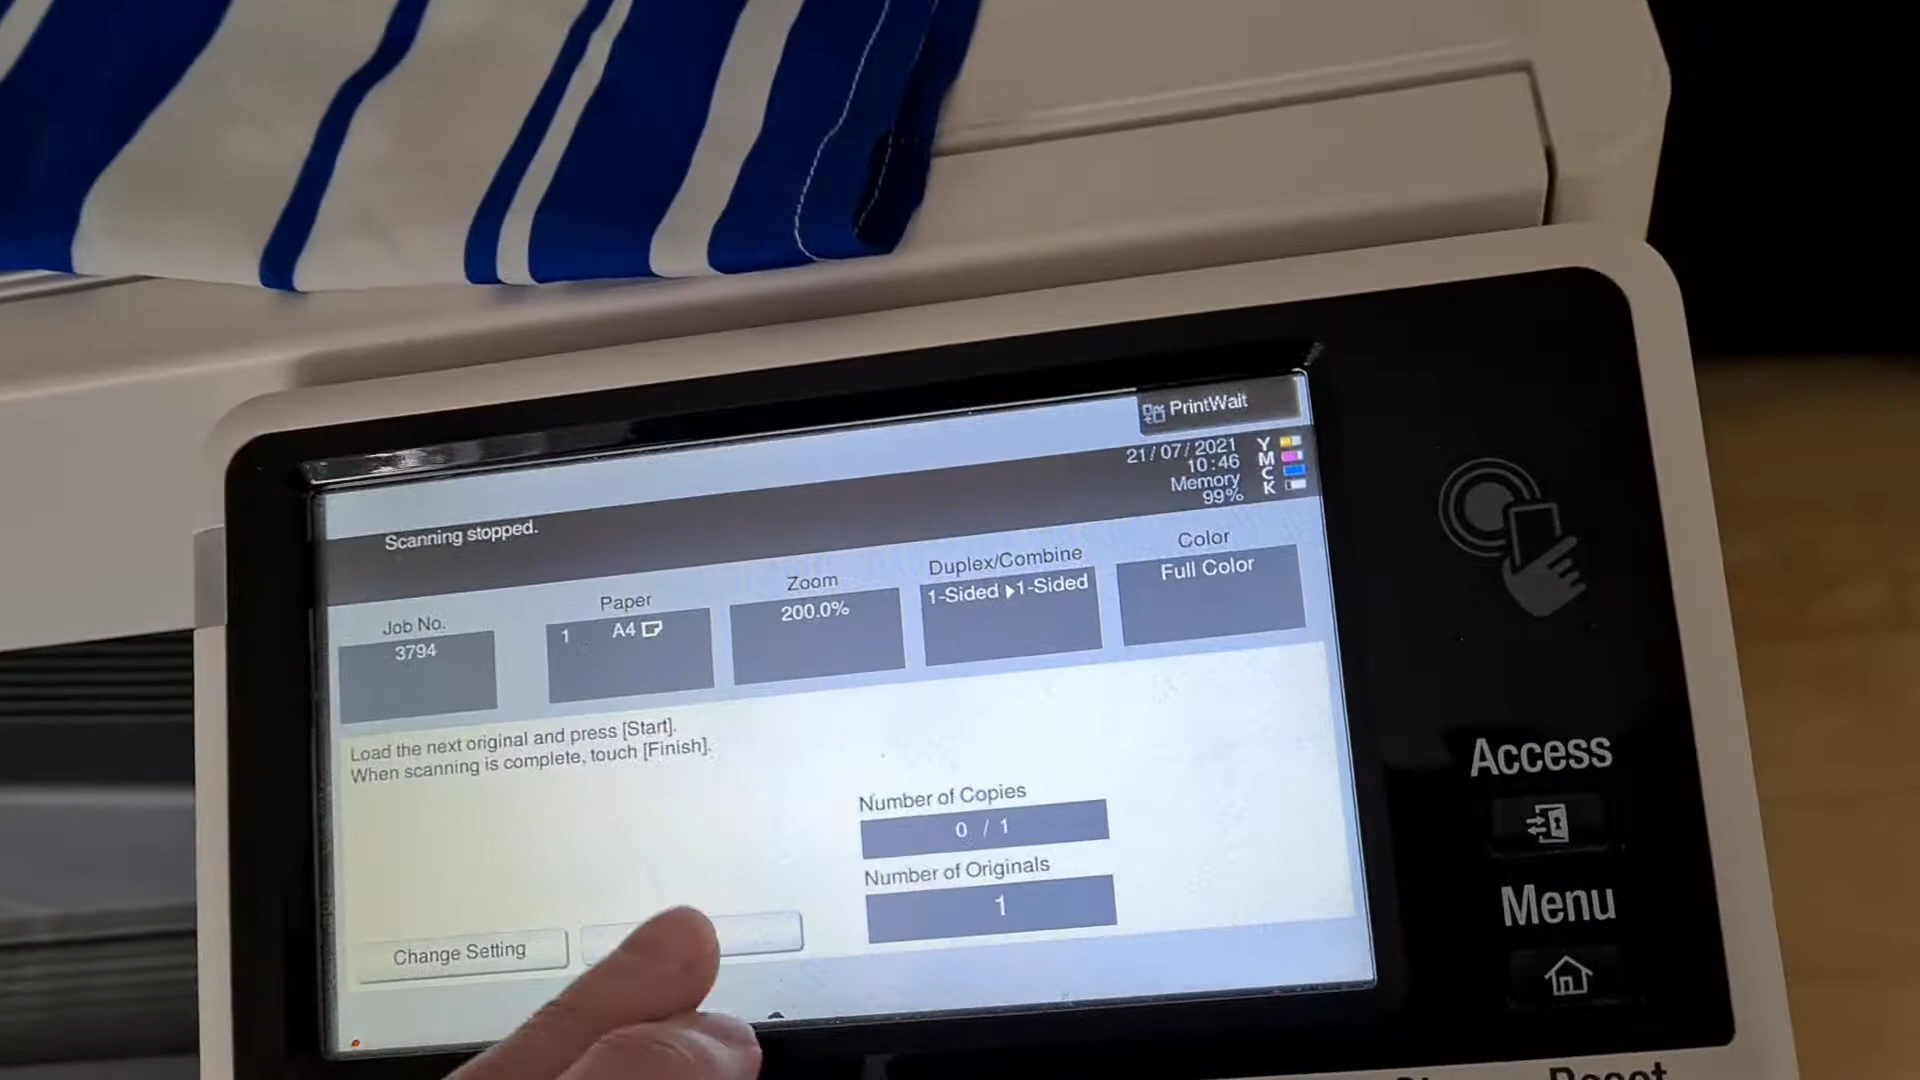 PrintWait
21/07/2021
10:46
Memory
99%
Y
M
C
K
Scanning stopped.
Job No.
3794
Paper
1 A4
Zoom
200.0%
Duplex/Combine
1-Sided ▶1-Sided
Color
Full Color
Load the next original and press [Start].
When scanning is complete, touch [Finish].
Number of Copies
0 / 1
Number of Originals
1
Change Setting
Access
Menu
Reset